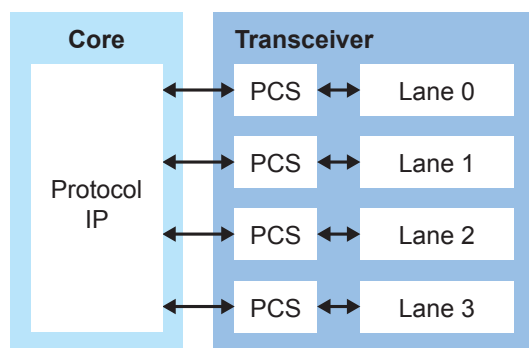 Core
Transceiver
Protocol
IP
PCS
Lane 0
PCS
Lane 1
PCS
Lane 2
PCS
Lane 3